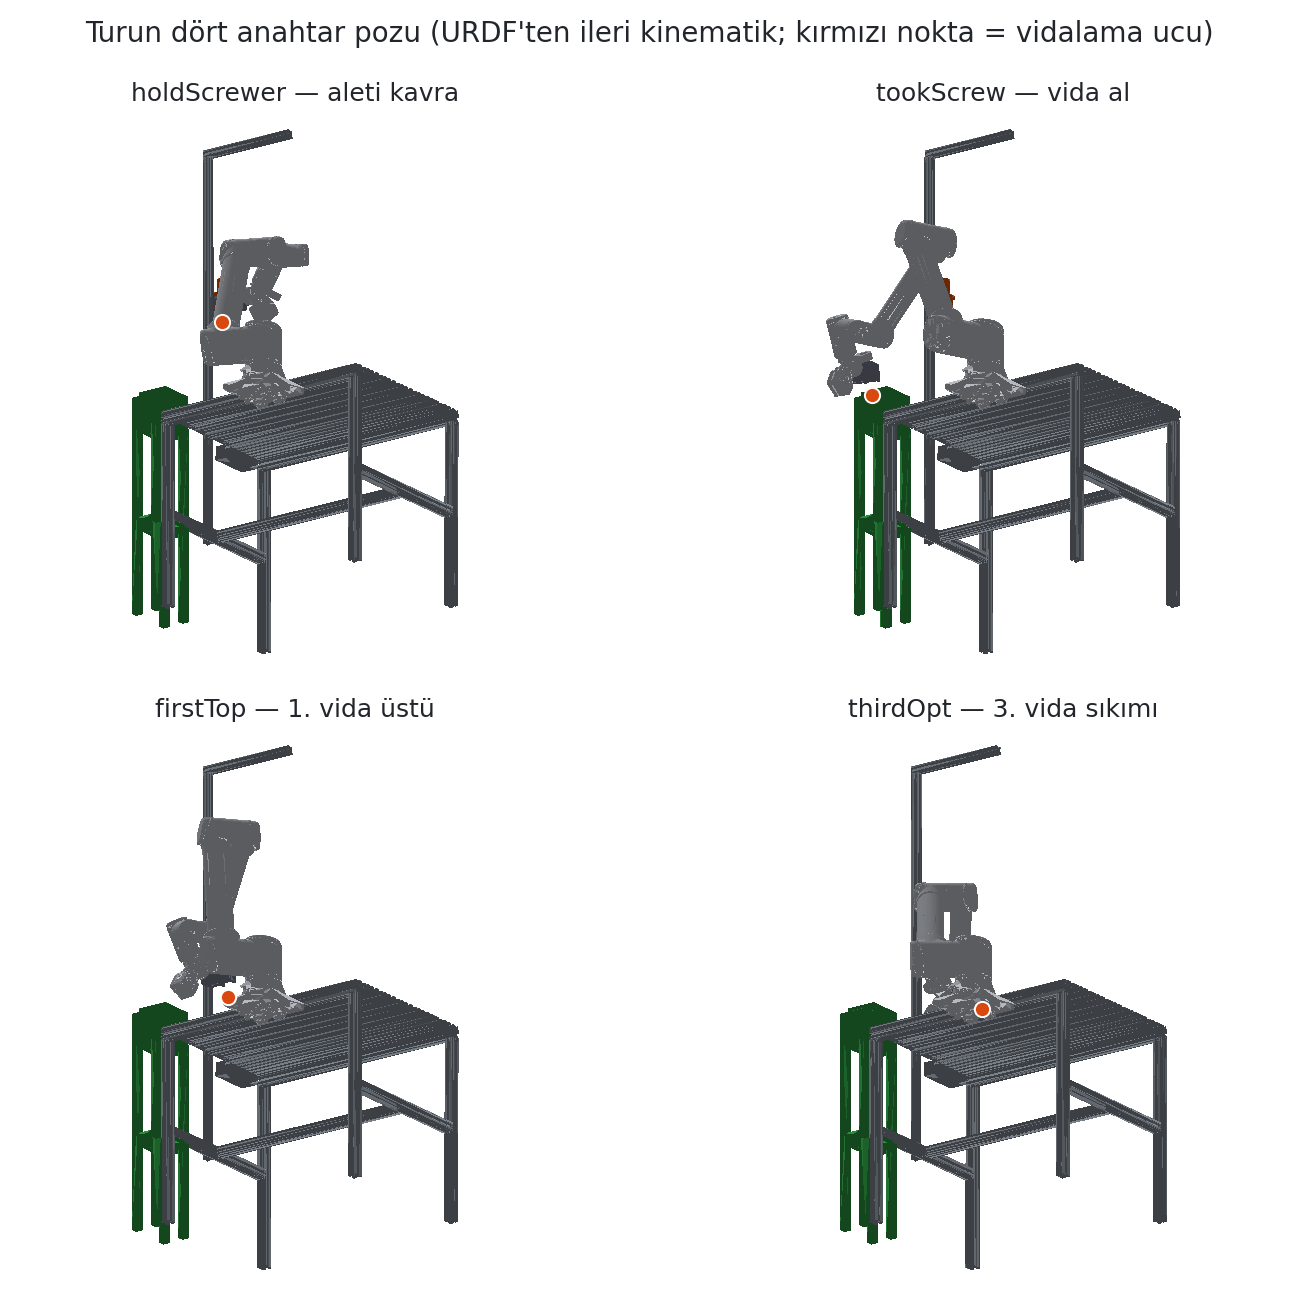 Turun dört anahtar pozu (URDF'ten ileri kinematik; kırmızı nokta = vidalama ucu)
holdScrewer — aleti kavra
tookScrew — vida al
firstTop — 1. vida üstü
thirdOpt — 3. vida sıkımı